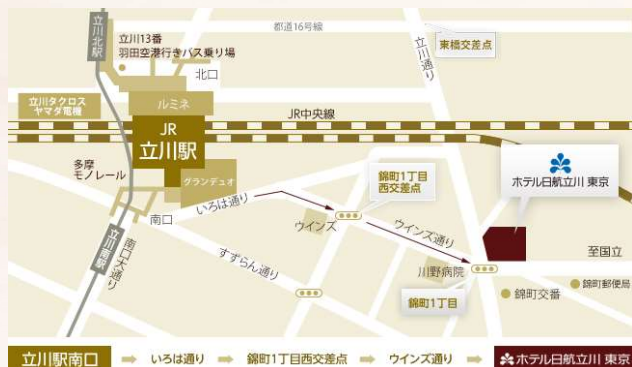 立川北駅
立川13番
羽田空港行きバス乗り場
都道16号線
立川通り
東橋交差点
北口
立川タクロス
ヤマダ電機
ルミネ
JR中央線
JR
立川駅
多摩
モノレール
グランデュオ
錦町1丁目
西交差点
ホテル日航立川 東京
いろは通り
南口
ウインズ
ウインズ通り
立川南駅
南口大通り
すずらん通り
川野病院
至国立
錦町郵便局
錦町1丁目
錦町交番
立川駅南口 ➡ いろは通り ➡ 錦町1丁目西交差点 ➡ ウインズ通り ➡ ホテル日航立川 東京